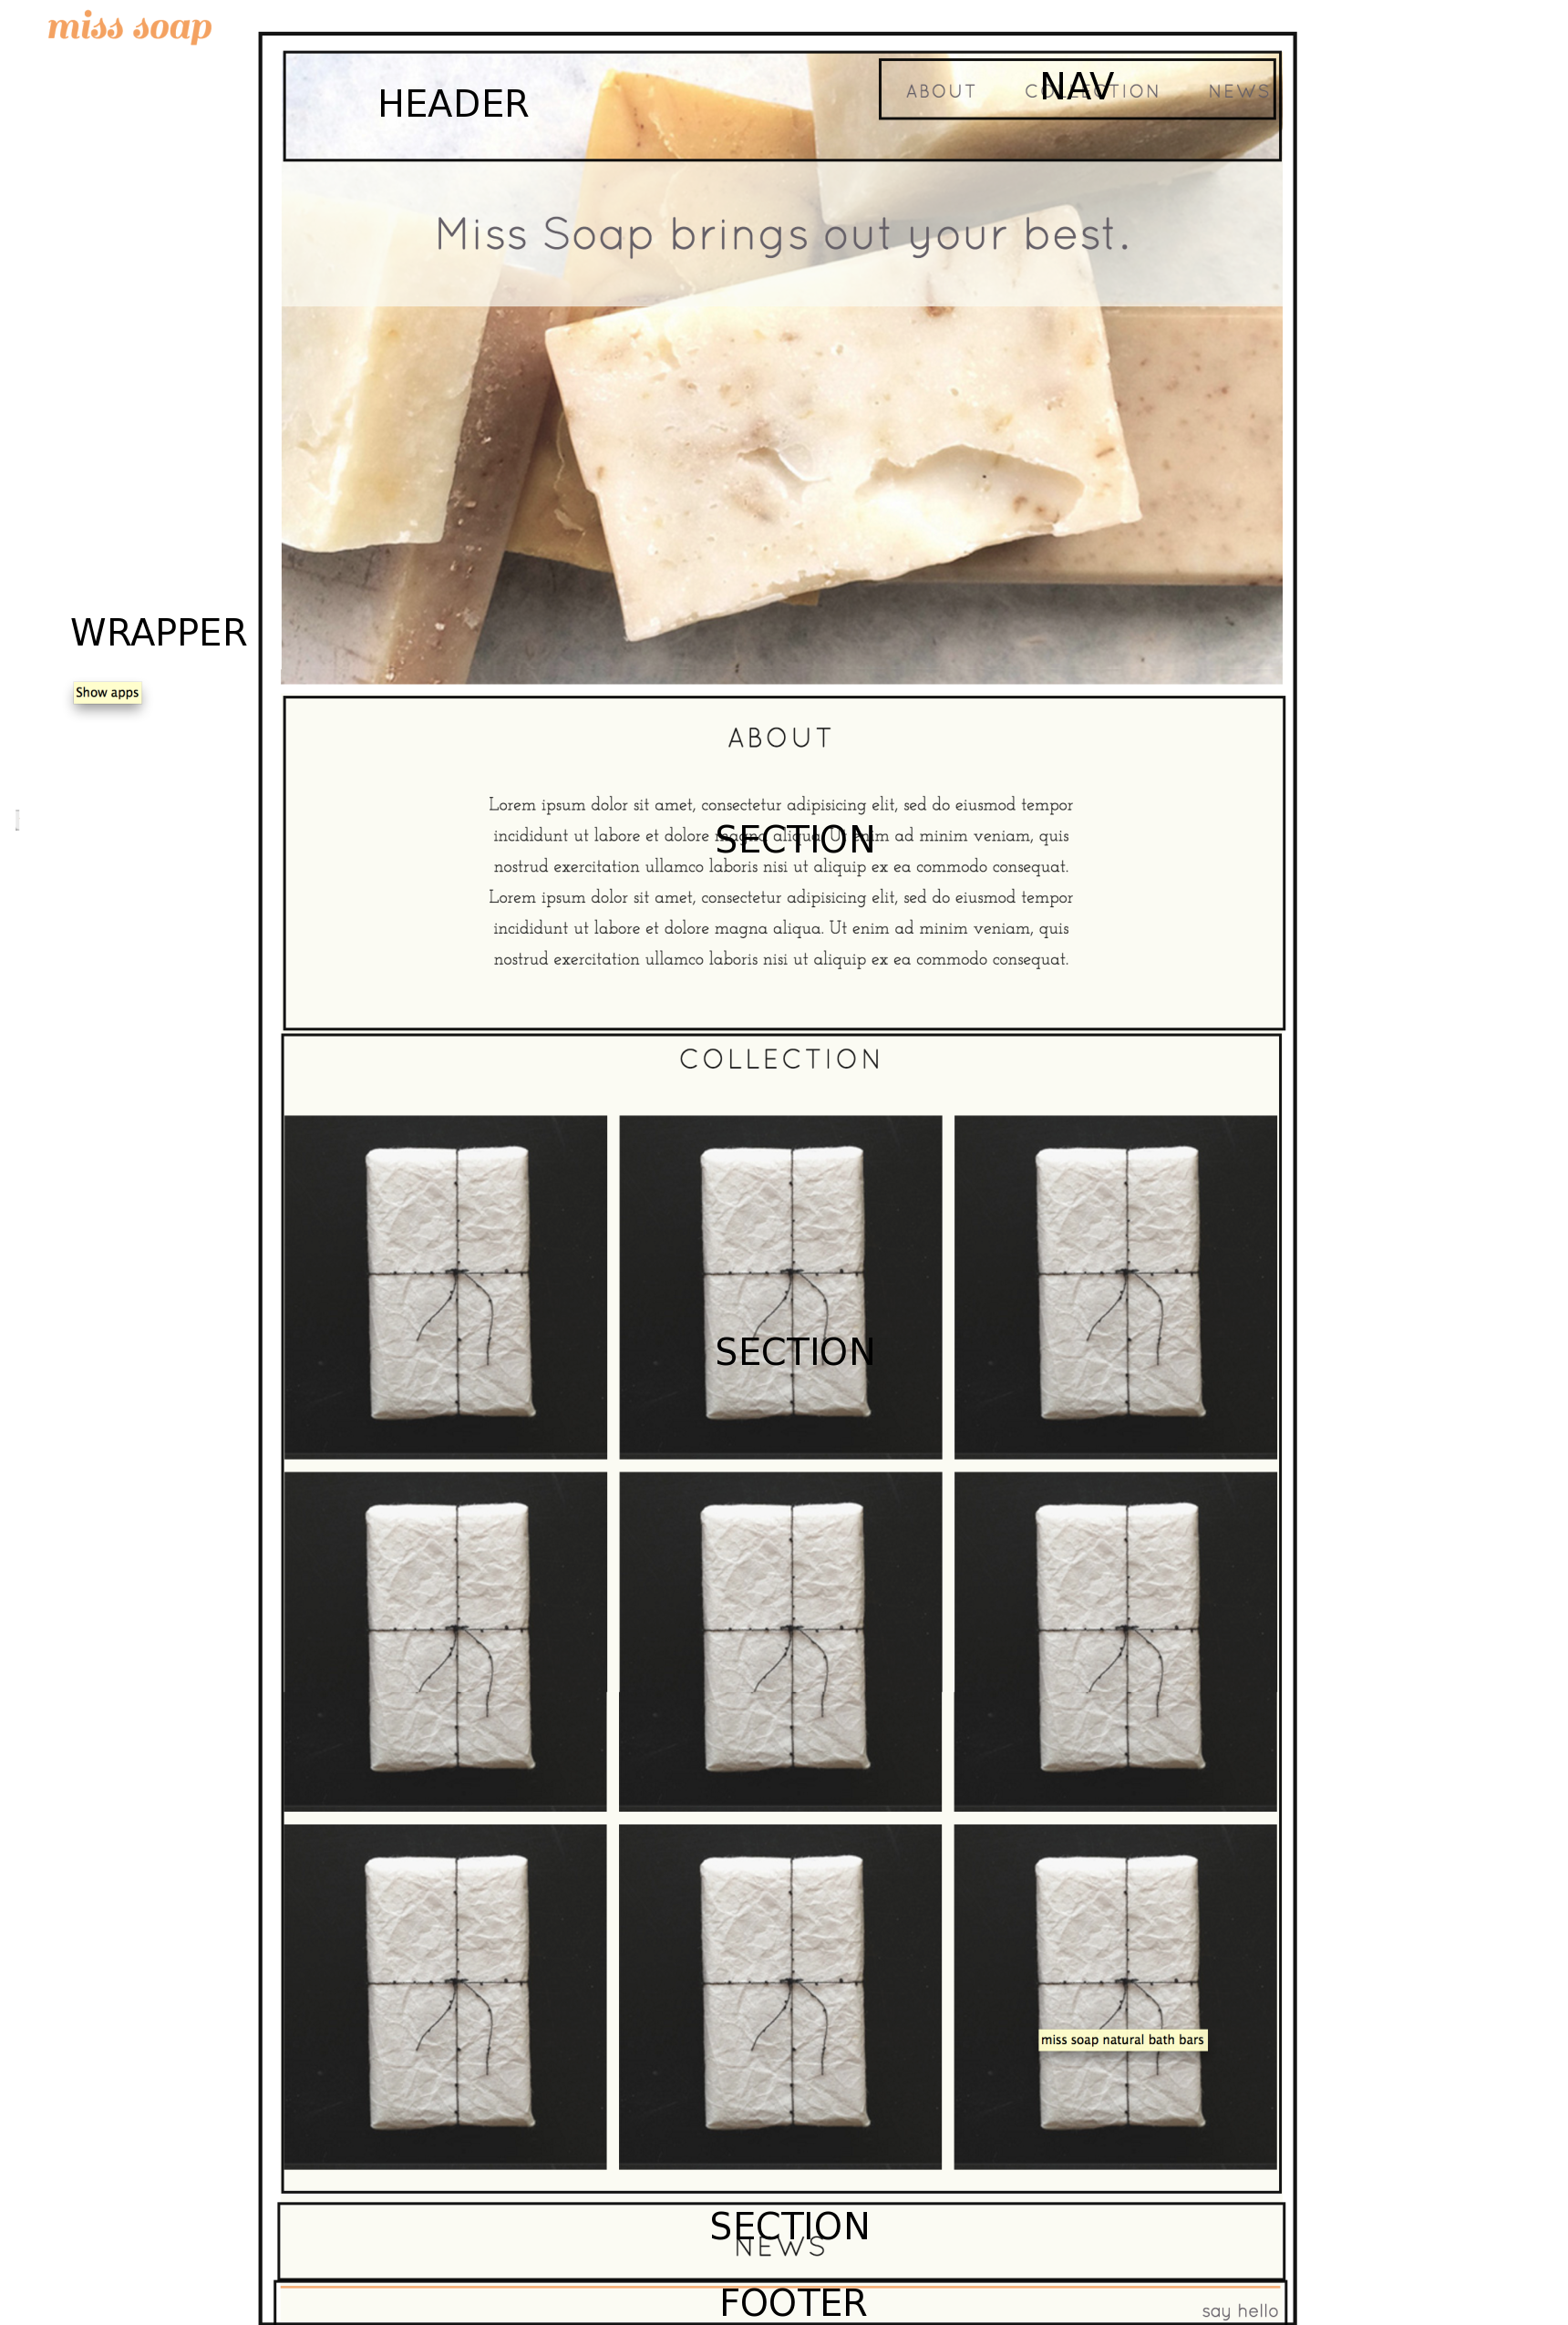 miss soap
HEADER
NAV
ABOUT COLLECTION NEWS
Miss Soap brings out your best.
WRAPPER
Show apps
ABOUT
Lorem ipsum dolor sit amet, consectetur adipisicing elit, sed do eiusmod tempor
incididunt ut labore et dolore magna aliqua. Ut enim ad minim veniam, quis
SECTION
nostrud exercitation ullamco laboris nisi ut aliquip ex ea commodo consequat.
Lorem ipsum dolor sit amet, consectetur adipisicing elit, sed do eiusmod tempor
incididunt ut labore et dolore magna aliqua. Ut enim ad minim veniam, quis
nostrud exercitation ullamco laboris nisi ut aliquip ex ea commodo consequat.
COLLECTION
SECTION
miss soap natural bath bars
SECTION
NEWS
FOOTER
say hello